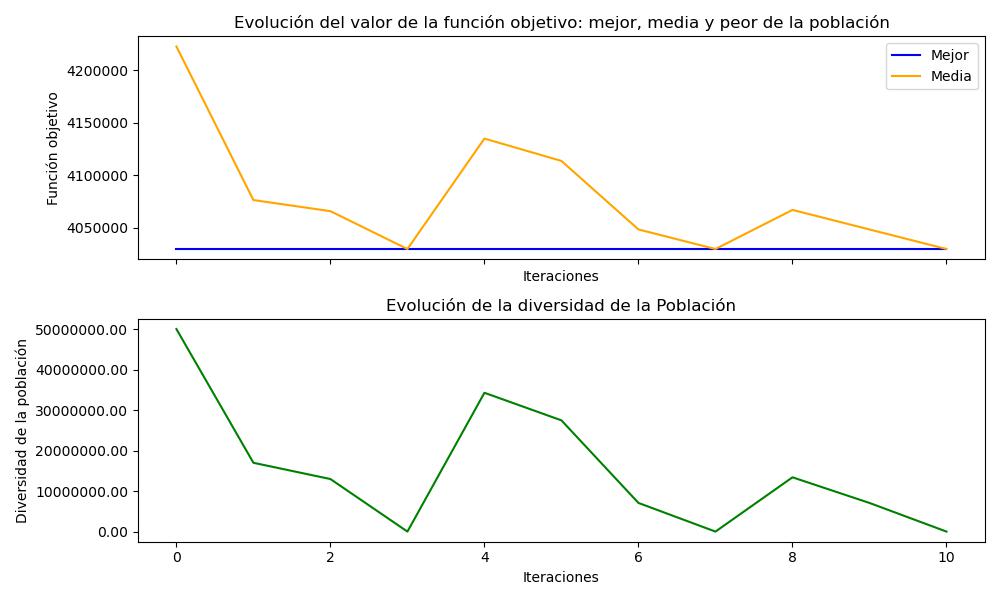 Evolución del valor de la función objetivo: mejor, media y peor de la población
Función objetivo
4200000
4150000
4100000
4050000
Mejor
Media
Iteraciones
Evolución de la diversidad de la Población
Diversidad de la población
50000000.00
40000000.00
30000000.00
20000000.00
10000000.00
0.00
0 2 4 6 8 10
Iteraciones